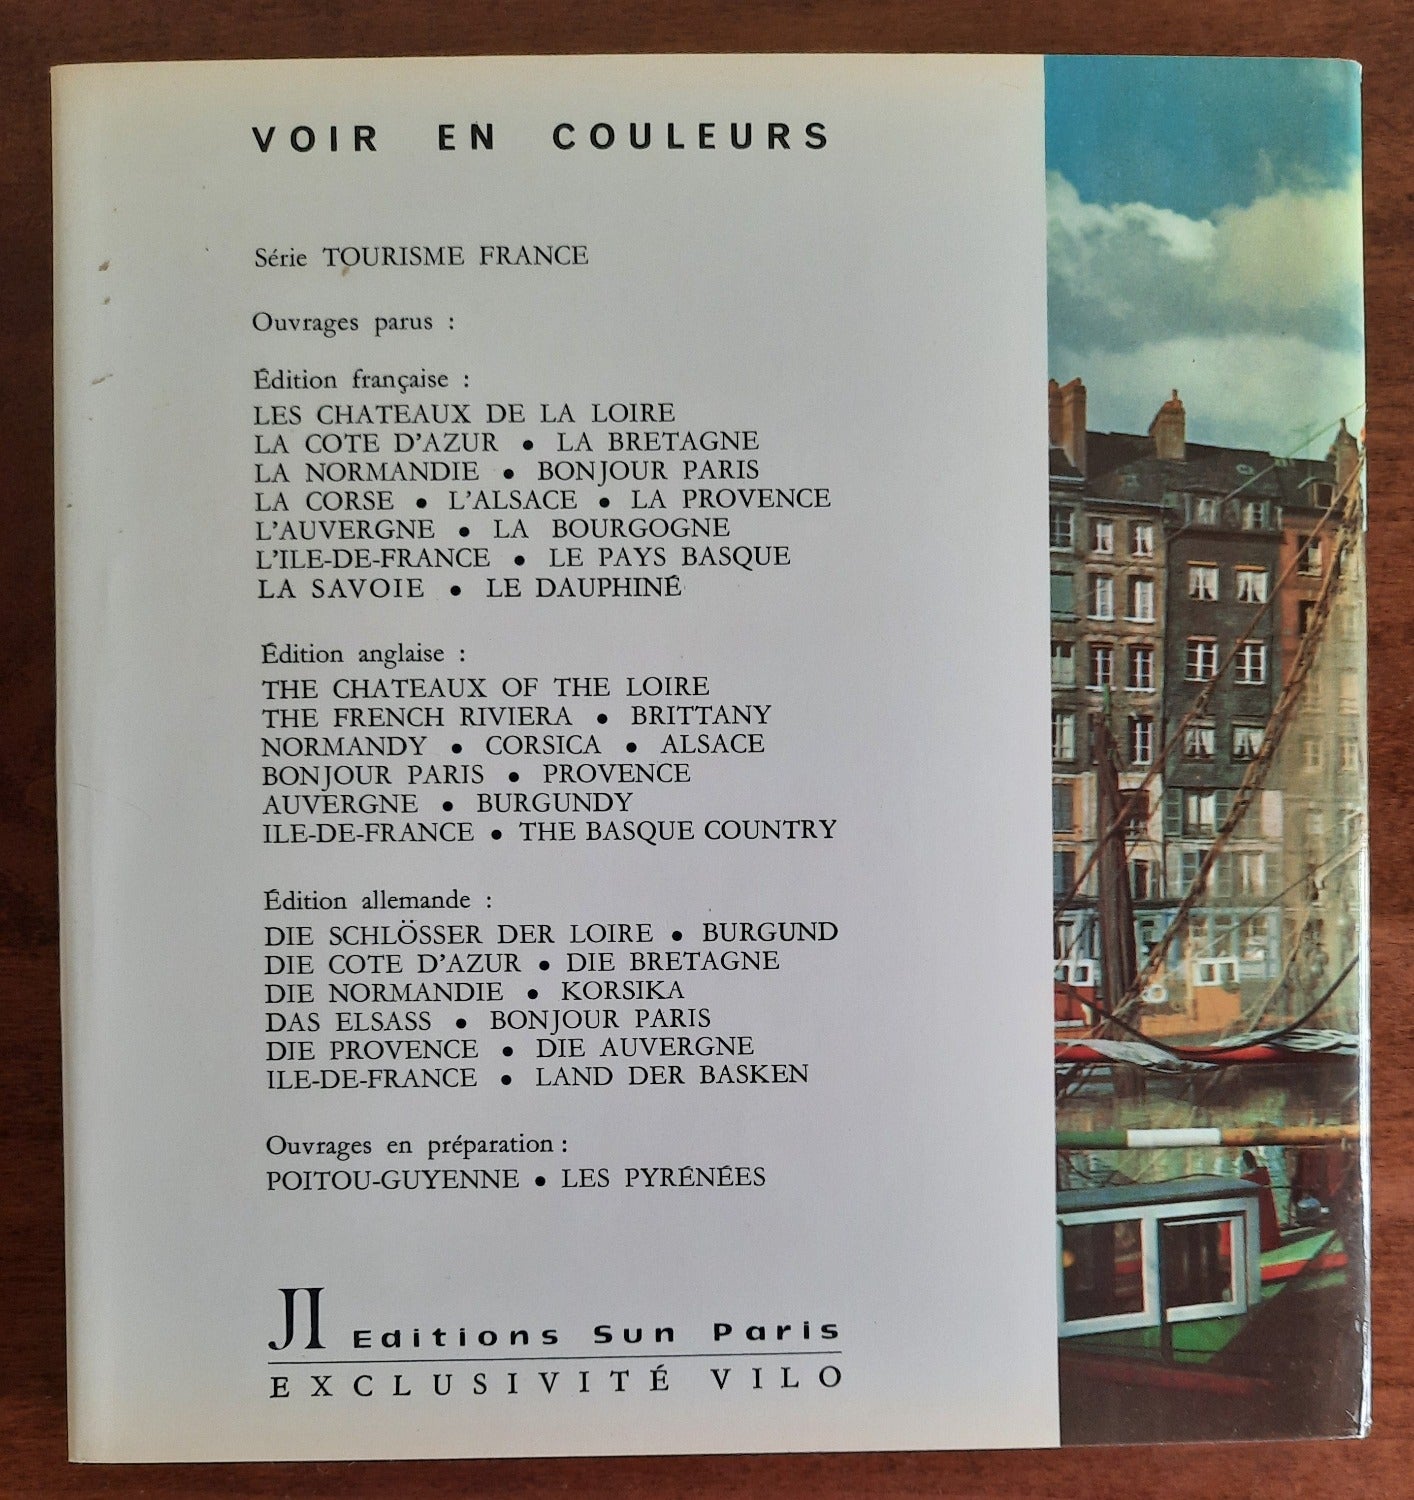 VOIR EN COULEURS
Série TOURISME FRANCE
Ouvrages parus :
Édition française :
LES CHATEAUX DE LA LOIRE
LA COTE D'AZUR • LA BRETAGNE
LA NORMANDIE • BONJOUR PARIS
LA CORSE • L'ALSACE • LA PROVENCE
L'AUVERGNE • LA BOURGOGNE
L'ILE-DE-FRANCE • LE PAYS BASQUE
LA SAVOIE • LE DAUPHINÉ
Édition anglaise :
THE CHATEAUX OF THE LOIRE
THE FRENCH RIVIERA • BRITTANY
NORMANDY • CORSICA • ALSACE
BONJOUR PARIS • PROVENCE
AUVERGNE • BURGUNDY
ILE-DE-FRANCE • THE BASQUE COUNTRY
Édition allemande :
DIE SCHLÖSSER DER LOIRE • BURGUND
DIE COTE D'AZUR • DIE BRETAGNE
DIE NORMANDIE • KORSIKA
DAS ELSASS • BONJOUR PARIS
DIE PROVENCE • DIE AUVERGNE
ILE-DE-FRANCE • LAND DER BASKEN
Ouvrages en préparation :
POITOU-GUYENNE • LES PYRÉNÉES
JI Editions Sun Paris
EXCLUSIVITÉ VILO